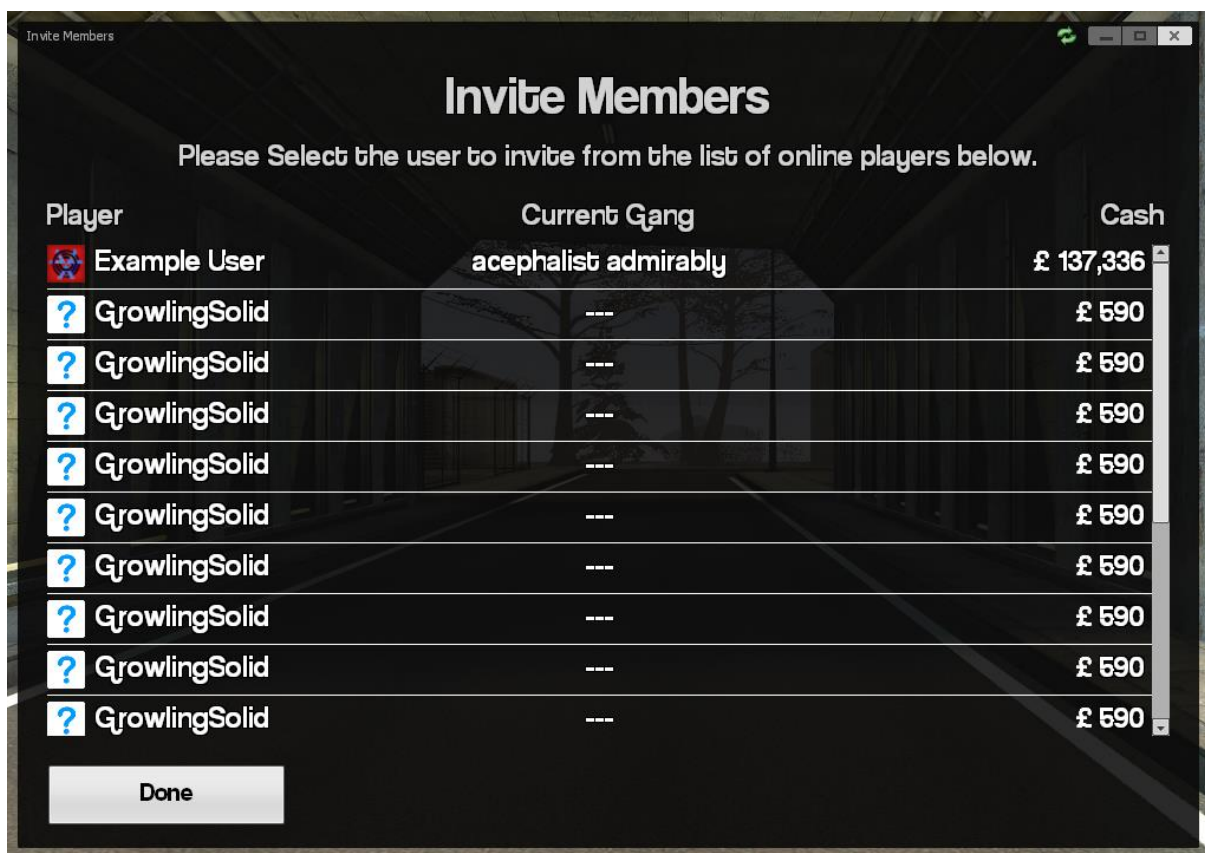 Invite Members
Invite Members
Please Select the user to invite from the list of online players below.
Player Current Gang Cash
Example User acephalist admirably £ 137,336
? GrowlingSolid --- £ 590
? GrowlingSolid --- £ 590
? GrowlingSolid --- £ 590
? GrowlingSolid --- £ 590
? GrowlingSolid --- £ 590
? GrowlingSolid --- £ 590
? GrowlingSolid --- £ 590
? GrowlingSolid --- £ 590
? GrowlingSolid --- £ 590
Done